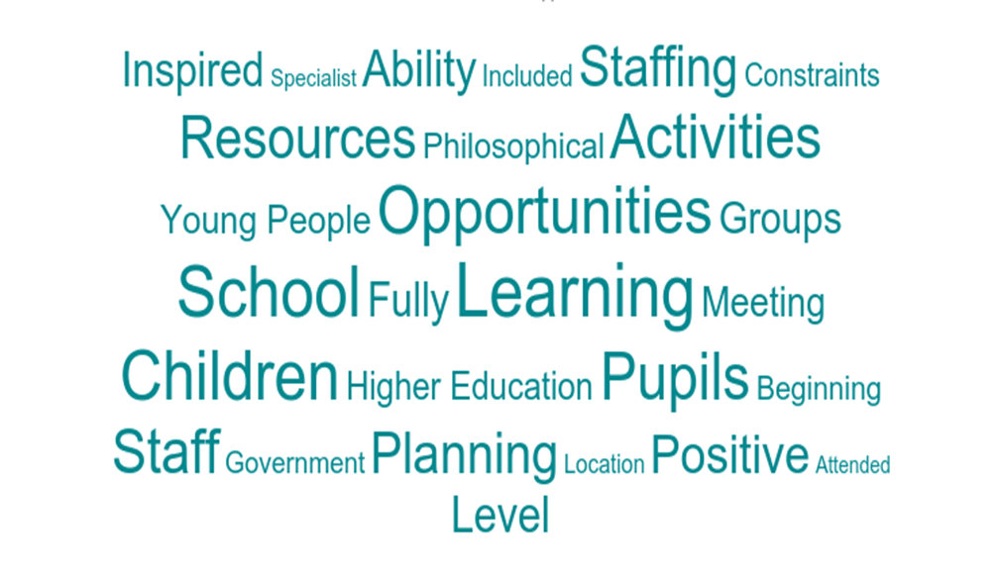 Inspired Specialist Ability Included Staffing Constraints
Resources Philosophical Activities
Young People Opportunities Groups
School Fully Learning Meeting
Children Higher Education Pupils Beginning
Staff Government Planning Location Positive Attended
Level